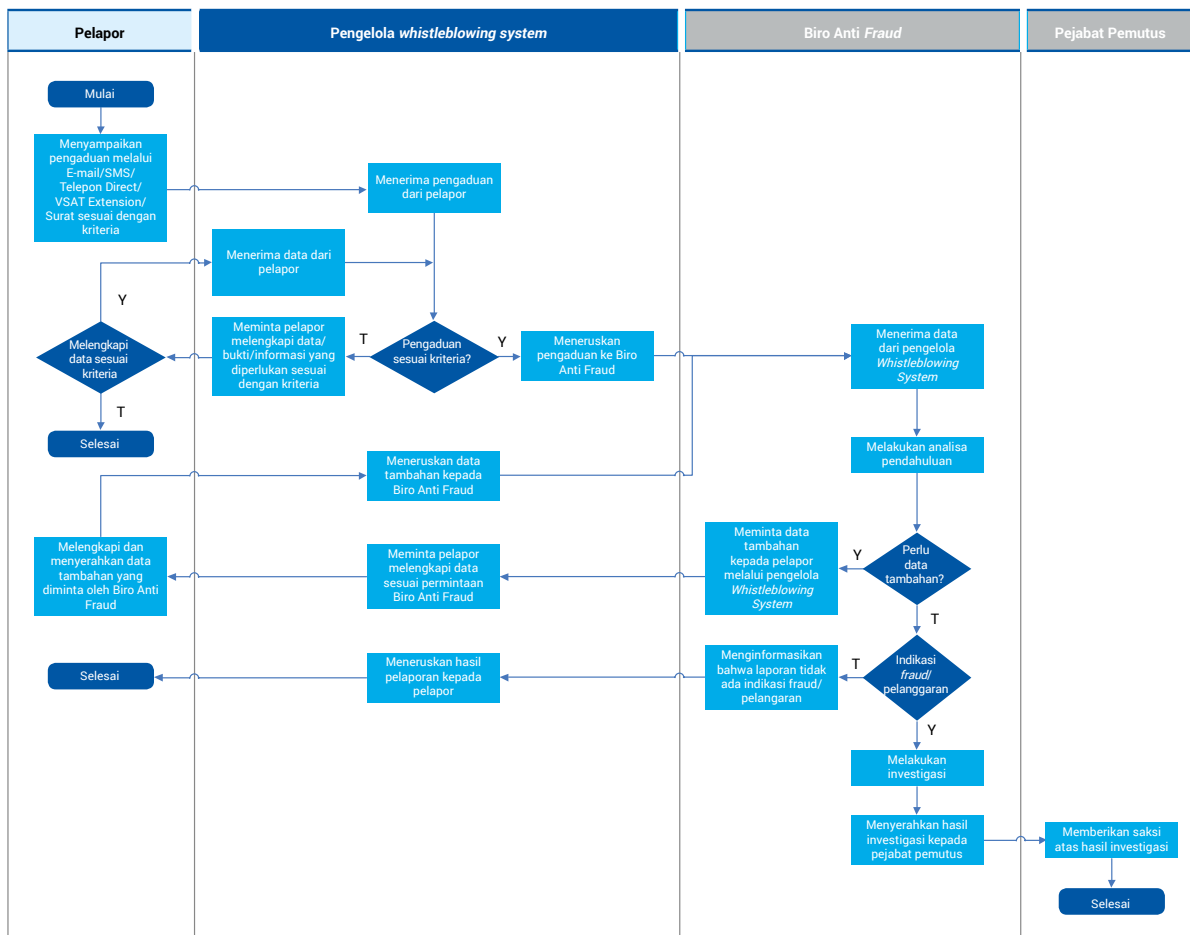 Pelapor
Pengelola whistleblowing system
Biro Anti Fraud
Pejabat Pemutus
Mulai
Menyampaikan
pengaduan melalui
E-mail/SMS/
Telepon Direct/
VSAT Extension/
Surat sesuai dengan
kriteria
Menerima pengaduan
dari pelapor
Menerima data dari
pelapor
Y
Melengkapi
data sesuai
kriteria
T
Selesai
Meminta pelapor
melengkapi data/
bukti/informasi yang
diperlukan sesuai
dengan kriteria
T
Pengaduan
sesuai kriteria?
Y
Meneruskan
pengaduan ke Biro
Anti Fraud
Menerima data
dari pengelola
Whistleblowing
System
Melakukan analisa
pendahuluan
Meneruskan data
tambahan kepada
Biro Anti Fraud
Melengkapi dan
menyerahkan data
tambahan yang
diminta oleh Biro Anti
Fraud
Meminta pelapor
melengkapi data
sesuai permintaan
Biro Anti Fraud
Meminta data
tambahan
kepada pelapor
melalui pengelola
Whistleblowing
System
Y
Perlu
data
tambahan?
T
Selesai
Meneruskan hasil
pelaporan kepada
pelapor
Menginformasikan
bahwa laporan tidak
ada indikasi fraud/
pelangaran
T
Indikasi
fraud/
pelanggaran
Y
Melakukan
investigasi
Menyerahkan hasil
investigasi kepada
pejabat pemutus
Memberikan saksi
atas hasil investigasi
Selesai